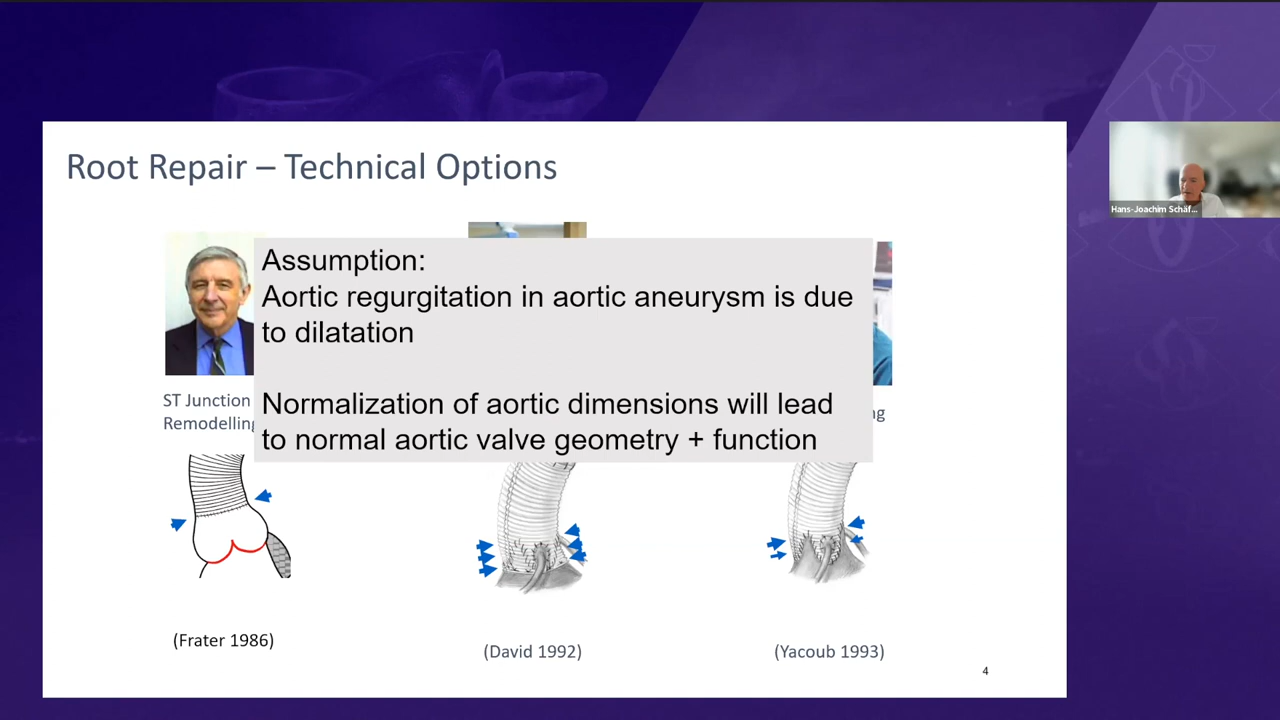 Root Repair – Technical Options
Hans-Joachim Schäf...
Assumption:
Aortic regurgitation in aortic aneurysm is due
to dilatation
Normalization of aortic dimensions will lead
to normal aortic valve geometry + function
ST Junction
Remodelling
ng
(Frater 1986)
(David 1992)
(Yacoub 1993)
4